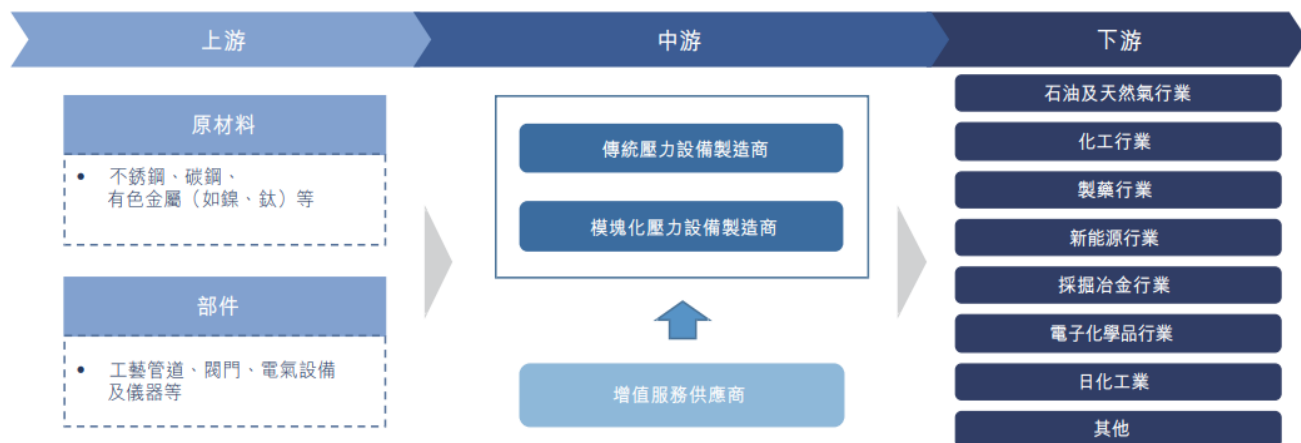 上游
中游
下游
原材料
• 不銹鋼、碳鋼、
有色金屬（如鎳、鈦）等
部件
• 工藝管道、閥門、電氣設備
及儀器等
傳統壓力設備製造商
模塊化壓力設備製造商
增值服務供應商
石油及天然氣行業
化工行業
製藥行業
新能源行業
採掘冶金行業
電子化學品行業
日化工業
其他